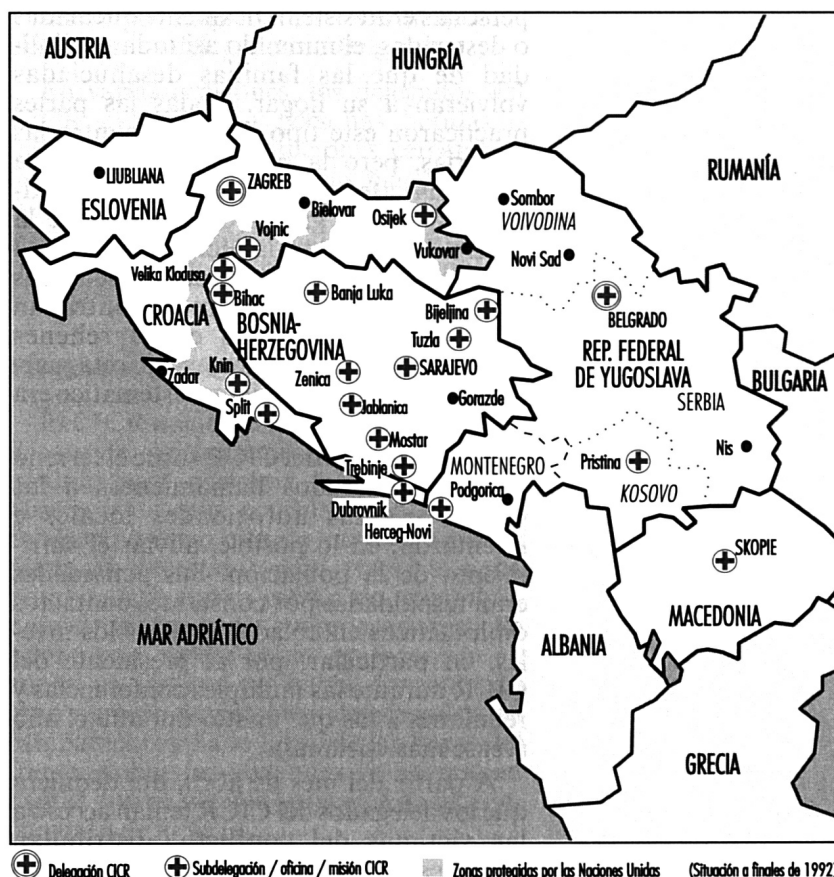 AUSTRIA
HUNGRÍA
RUMANÍA
LIUBLIANA
ESLOVENIA
ZAGREB
Bielovar
Vojnic
Osijek
Vukovar
Sombor
VOIVODINA
Novi Sad
Velika Kladusa
Bihac
Banja Luka
Bijeljina
BELGRADO
CROACIA
BOSNIA-
HERZEGOVINA
Tuzla
REP. FEDERAL
DE YUGOSLAVA
BULGARIA
Knin
Zadar
Zenica
SARAJEVO
SERBIA
Split
Jablanica
Gorazde
Mostar
Nis
Trebinje
MONTENEGRO
Pristina
Podgorica
KOSOVO
Dubrovnik
Herceg-Novi
SKOPIE
MACEDONIA
MAR ADRIÁTICO
ALBANIA
GRECIA
Delegación CICR
Subdelegación / oficina / misión CICR
Zonas protegidas por las Naciones Unidas
(Situación a finales de 1992)